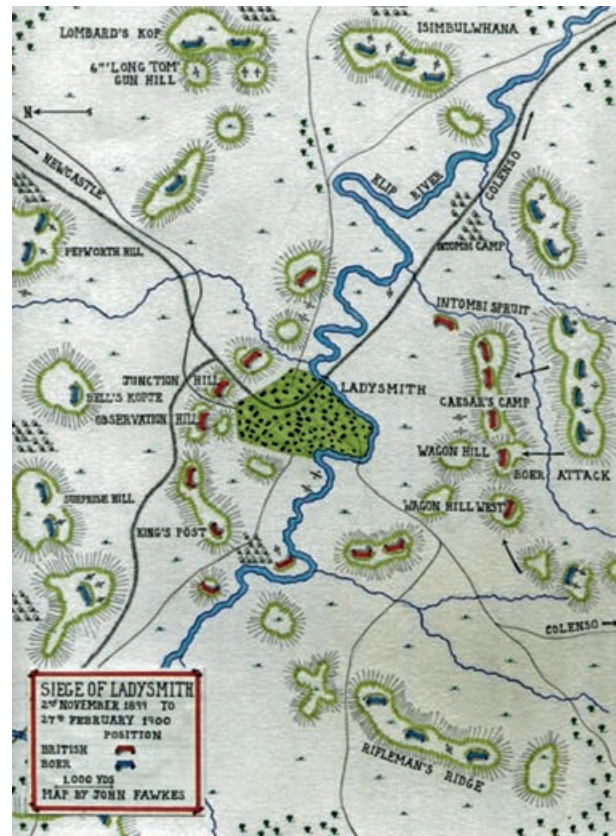 LOMBARD'S KOP
ISIMBULWHANA
6" 'LONG TOM'
GUN HILL
N
S
NEWCASTLE
KLIP RIVER
COLENSO
PEPWORTH HILL
INTOMBI CAMP
INTOMBI SPRUIT
JUNCTION HILL
LADYSMITH
BELL'S KOPJE
CAESAR'S CAMP
OBSERVATION HILL
WAGON HILL
BOER ATTACK
SURPRISE HILL
WAGON HILL WEST
KING'S POST
COLENSO
SIEGE OF LADYSMITH
2ND NOVEMBER 1899 TO
27TH FEBRUARY 1900
POSITION
BRITISH
BOER
1,000 YDS
MAP BY JOHN FAWKES
RIFLEMAN'S RIDGE